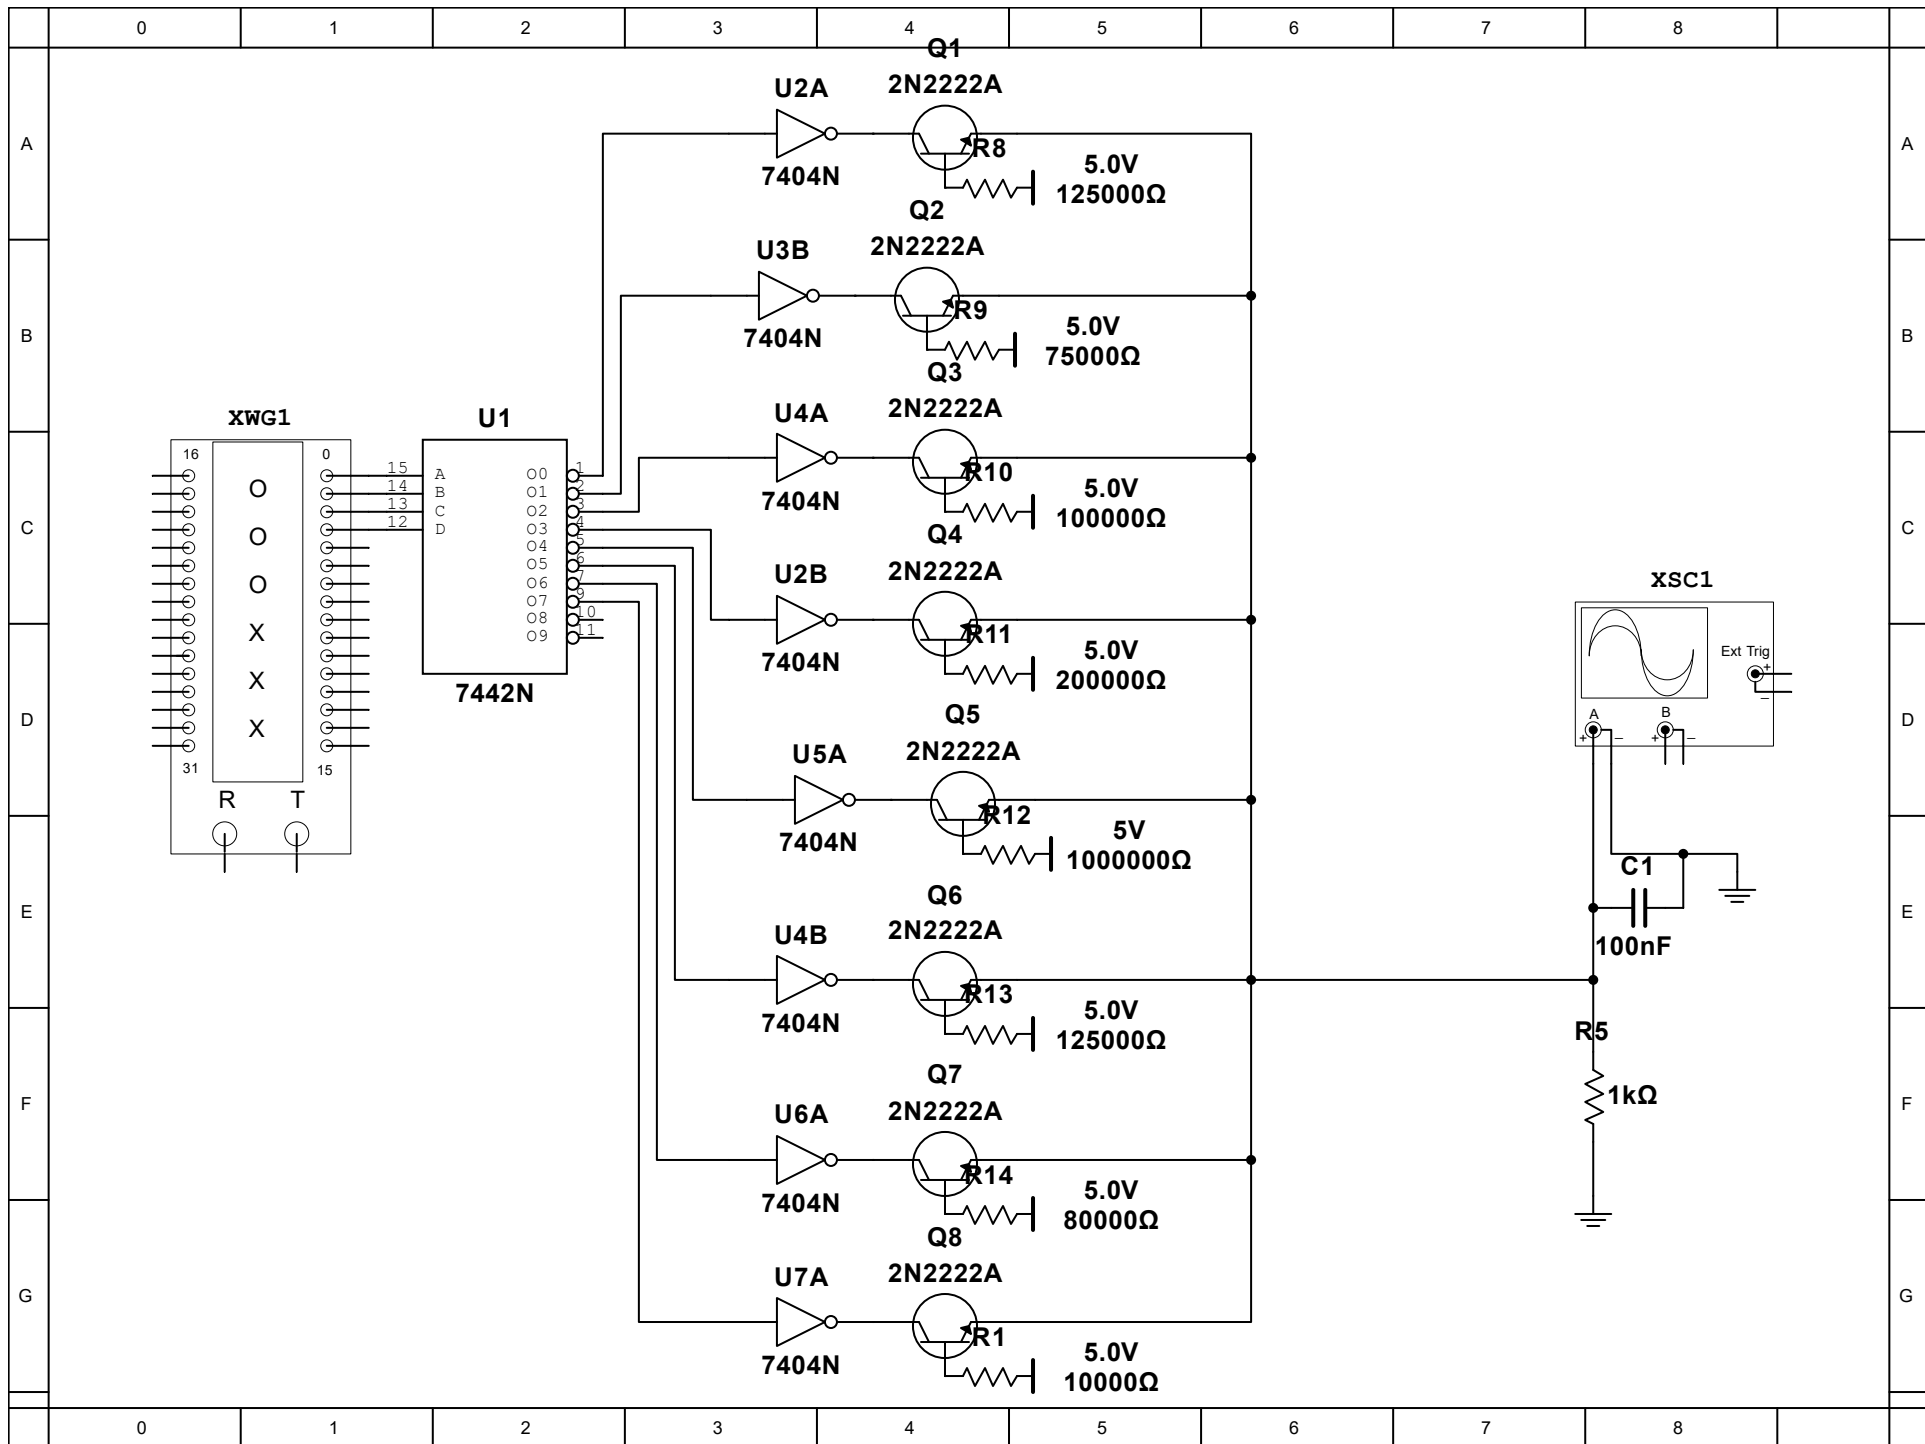 0 1 2 3 4 5 6 7 8
Q1
2N2222A
U2A
A
R8
A
5.0V
7404N
125000Ω
Q2
2N2222A
U3B
R9
5.0V
B
7404N
75000Ω
B
Q3
2N2222A
U4A
XWG1
U1
16 0
R10
15 A O0 1
14 B O1 2
13 C O2 3
12 D O3 4
O4 5
O5 6
O6 7
O7 9
O8 10
O9 11
O
O
O
X
X
X
7404N
5.0V
100000Ω
C
C
Q4
2N2222A
U2B
XSC1
R11
Ext Trig
+
–
7404N
5.0V
200000Ω
7442N
D
D
Q5
2N2222A
U5A
A B
+ – + –
31 15
R T
R12
7404N
5V
1000000Ω
C1
100nF
Q6
2N2222A
E
E
U4B
R13
7404N
5.0V
125000Ω
R5
1kΩ
Q7
2N2222A
F
F
U6A
R14
7404N
5.0V
80000Ω
Q8
2N2222A
U7A
G
G
R1
7404N
5.0V
10000Ω
0 1 2 3 4 5 6 7 8